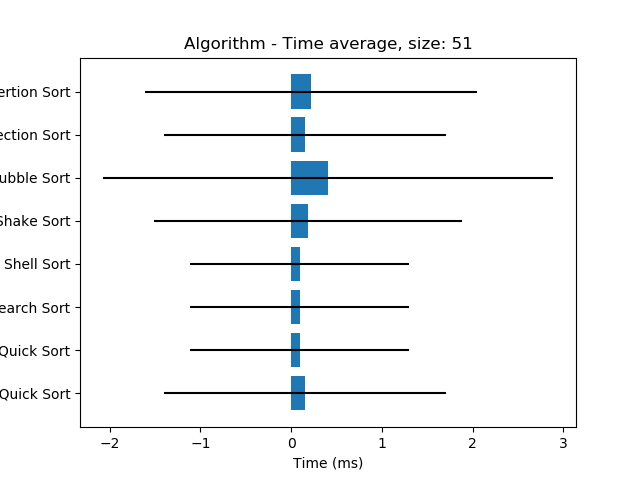 Algorithm - Time average, size: 51
ertion Sort
ection Sort
ubble Sort
Shake Sort
Shell Sort
earch Sort
Quick Sort
Quick Sort
−2 −1 0 1 2 3
Time (ms)